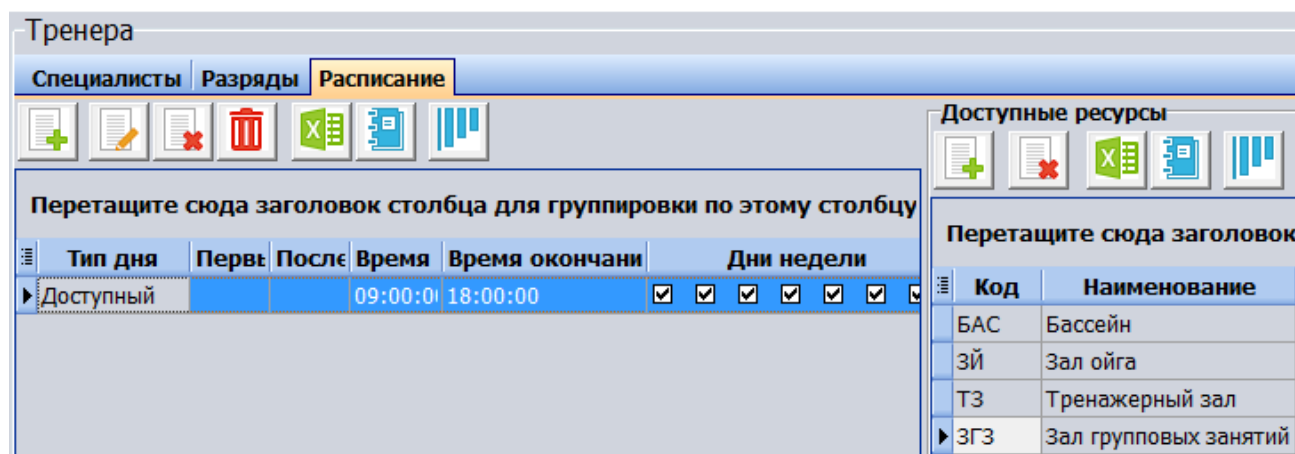 Тренера
Специалисты Разряды Расписание
Доступные ресурсы
Перетащите сюда заголовок столбца для группировки по этому столбцу
Тип дня Первь После Время Время окончани Дни недели
Доступный 09:00:0 18:00:00
Перетащите сюда заголовок
Код Наименование
БАС Бассейн
ЗЙ Зал ойга
ТЗ Тренажерный зал
ЗГЗ Зал групповых занятий